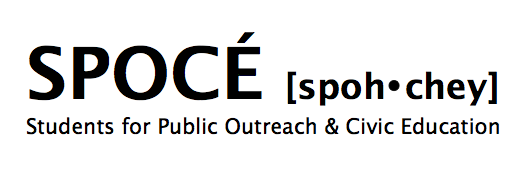 SPOCÉ [spoh•chey]
Students for Public Outreach & Civic Education